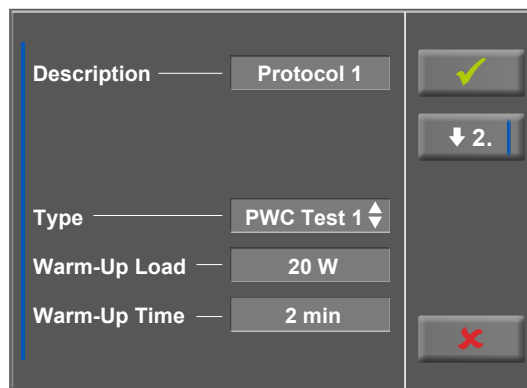 Description Protocol 1
2.
Type PWC Test 1
Warm-Up Load 20 W
Warm-Up Time 2 min